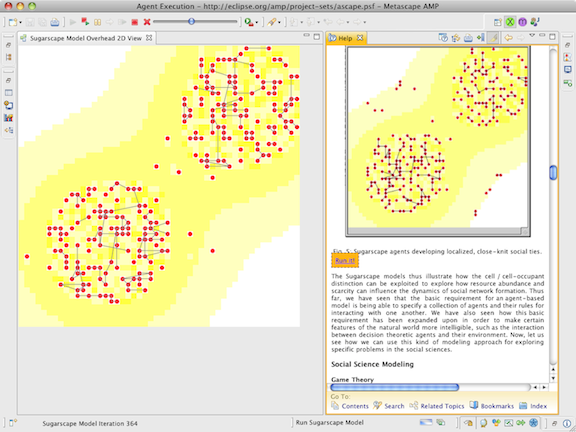 Agent Execution - http://eclipse.org/amp/project-sets/ascape.psf - Metascape AMP
Sugarscape Model Overhead 2D View
Help
Fig. 5. Sugarscape agents developing localized, close-knit social ties.
Run it!
The Sugarscape models thus illustrate how the cell / cell-occupant
distinction can be exploited to explore how resource abundance and
scarcity can influence the dynamics of social network formation. Thus
far, we have seen that the basic requirement for an agent-based
model is being able to specify a collection of agents and their rules for
interacting with one another. We have also seen how this basic
requirement has been expanded upon in order to make certain
features of the natural world more intelligible, such as the interaction
between decision theoretic agents and their environment. Now, let us
see how we can use this kind of modeling approach for exploring
specific problems in the social sciences.
Social Science Modeling
Game Theory
Go To:
Contents Search Related Topics Bookmarks Index
Sugarscape Model Iteration 364
Run Sugarscape Model